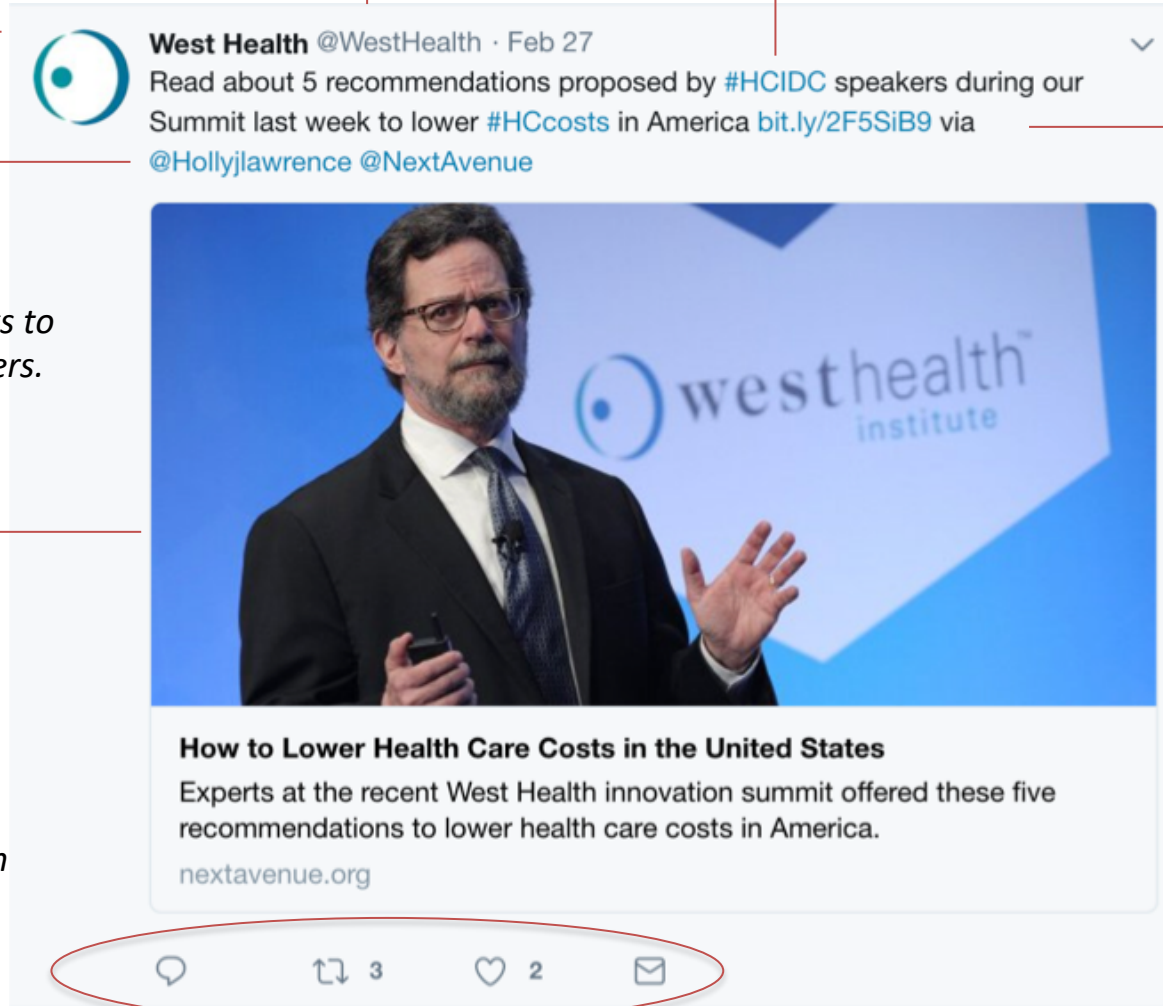 West Health @WestHealth · Feb 27
Read about 5 recommendations proposed by #HCIDC speakers during our
Summit last week to lower #HCcosts in America bit.ly/2F5SiB9 via
@Hollyjlawrence @NextAvenue
s to
ers.
westhealth™
institute
How to Lower Health Care Costs in the United States
Experts at the recent West Health innovation summit offered these five
recommendations to lower health care costs in America.
n
nextavenue.org
3 2